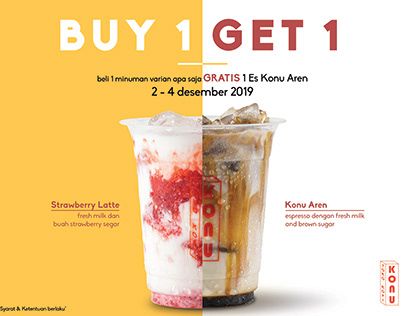 BUY 1 GET 1
beli 1 minuman varian apa saja GRATIS 1 Es Konu Aren
2 - 4 desember 2019
Strawberry Latte
fresh milk dan
buah strawberry segar
Konu Aren
espresso dengan fresh milk
and brown sugar
KONU
KONU
Syarat & Ketentuan berlaku*